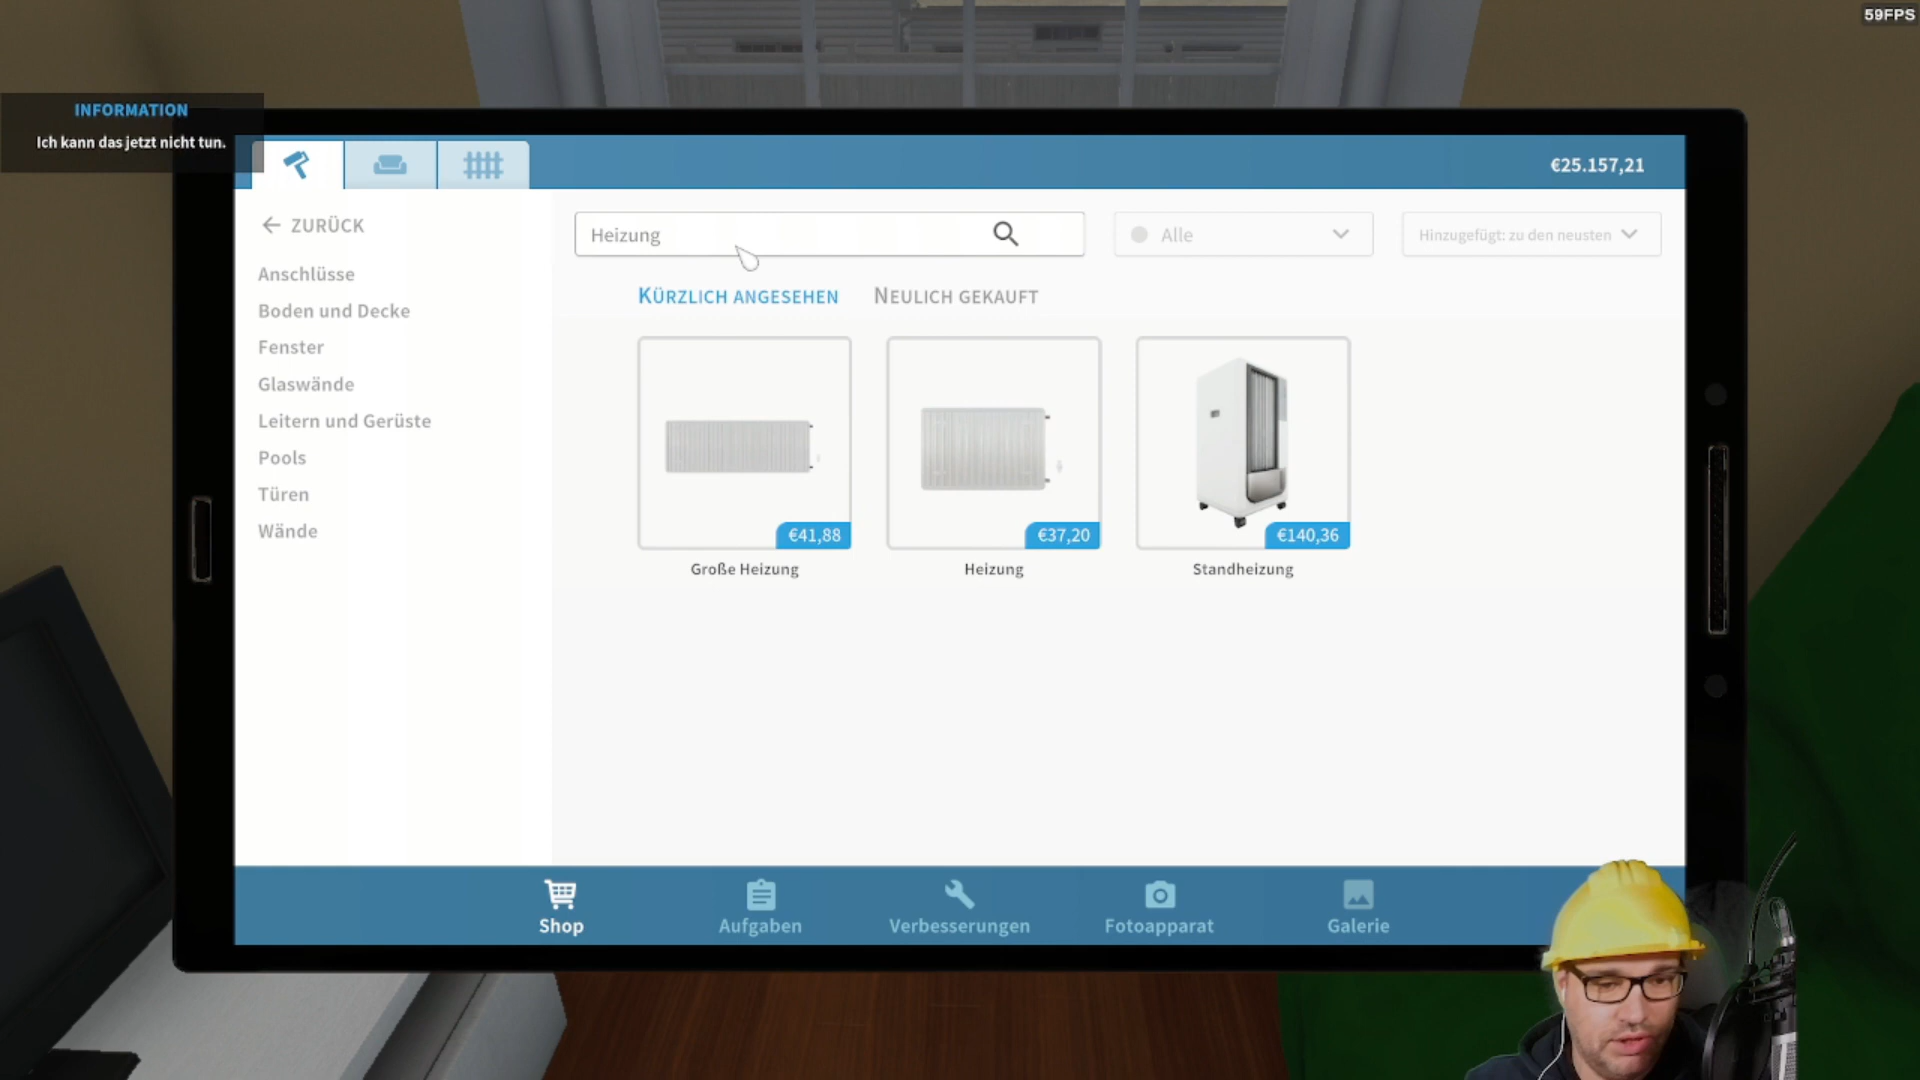 59FPS
INFORMATION
Ich kann das jetzt nicht tun.
€25.157,21
ZURÜCK
Heizung
Alle
Hinzugefügt: zu den neusten
Anschlüsse
Boden und Decke
Fenster
Glaswände
Leitern und Gerüste
Pools
Türen
Wände
KÜRZLICH ANGESEHEN
NEULICH GEKAUFT
€41,88
€37,20
€140,36
Große Heizung
Heizung
Standheizung
Shop
Aufgaben
Verbesserungen
Fotoapparat
Galerie